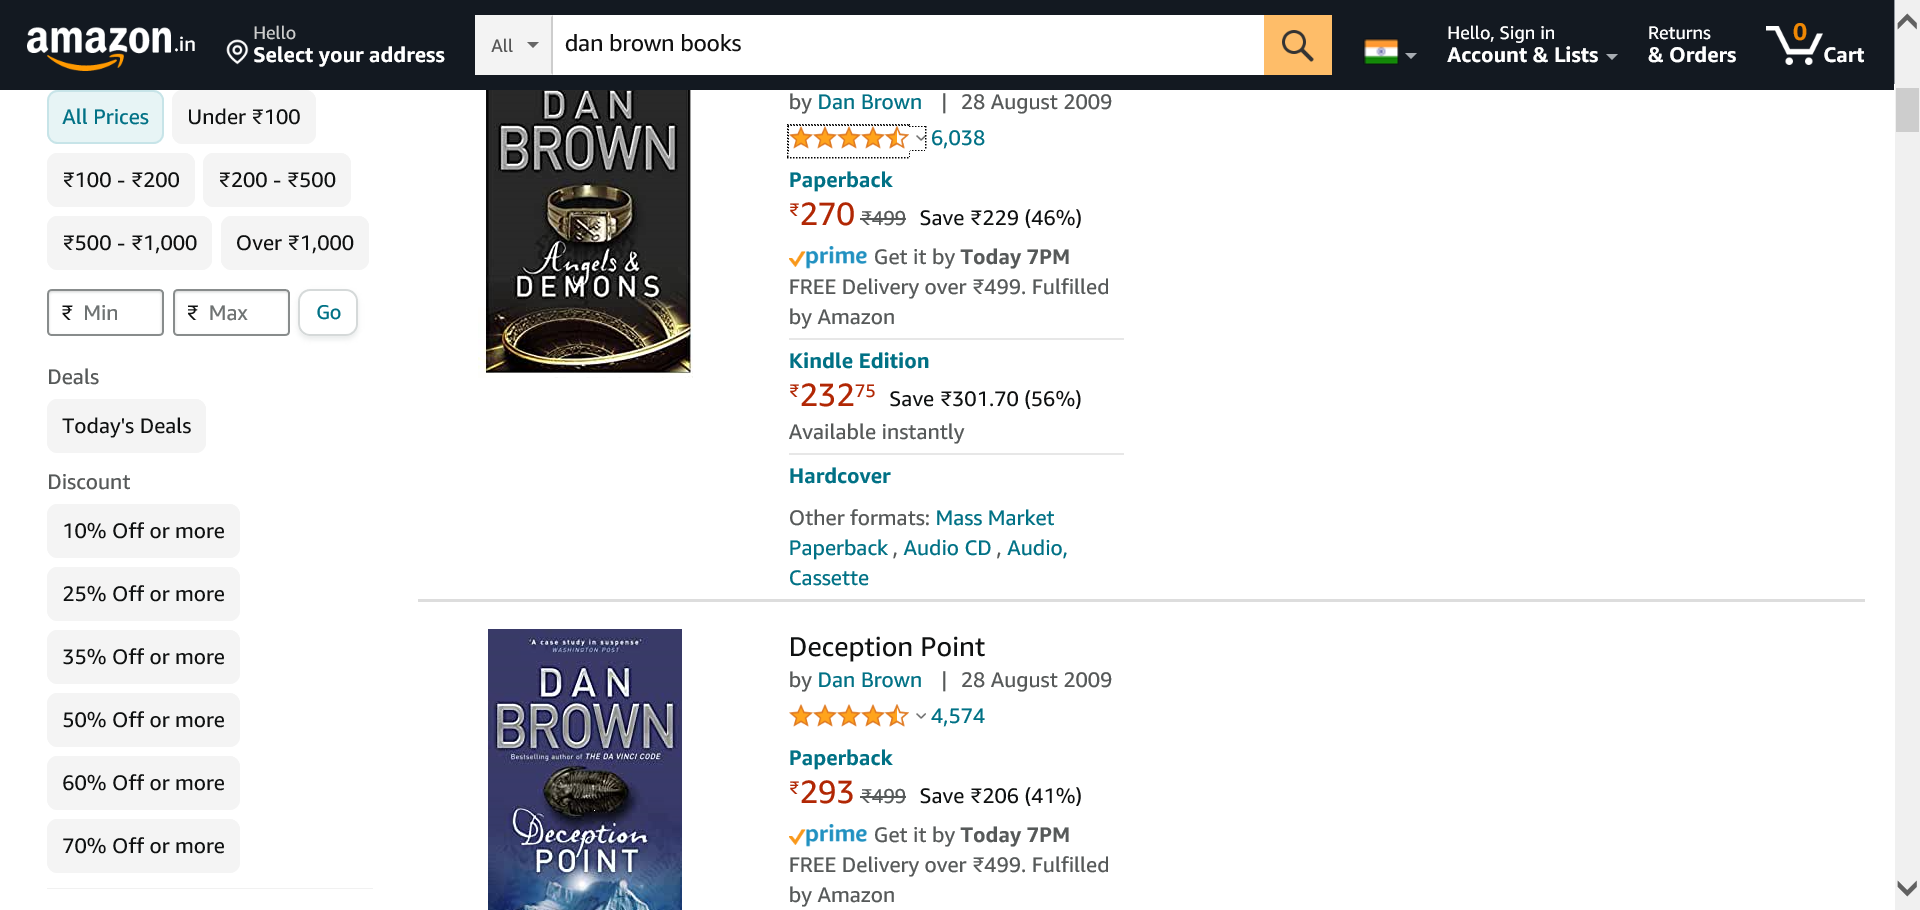 amazon.in
Hello
Select your address
All
dan brown books
Hello, Sign in
Account & Lists
Returns
& Orders
0
Cart
All Prices
Under ₹100
₹100 - ₹200
₹200 - ₹500
₹500 - ₹1,000
Over ₹1,000
₹ Min
₹ Max
Go
Deals
Today's Deals
Discount
10% Off or more
25% Off or more
35% Off or more
50% Off or more
60% Off or more
70% Off or more
DAN
BROWN
Angels &
DEMONS
by Dan Brown | 28 August 2009
6,038
Paperback
₹270 ₹499 Save ₹229 (46%)
prime Get it by Today 7PM
FREE Delivery over ₹499. Fulfilled
by Amazon
Kindle Edition
₹23275 Save ₹301.70 (56%)
Available instantly
Hardcover
Other formats: Mass Market
Paperback , Audio CD , Audio,
Cassette
'A case study in suspense'
WASHINGTON POST
DAN
BROWN
Bestselling author of THE DA VINCI CODE
Deception
POINT
Deception Point
by Dan Brown | 28 August 2009
4,574
Paperback
₹293 ₹499 Save ₹206 (41%)
prime Get it by Today 7PM
FREE Delivery over ₹499. Fulfilled
by Amazon